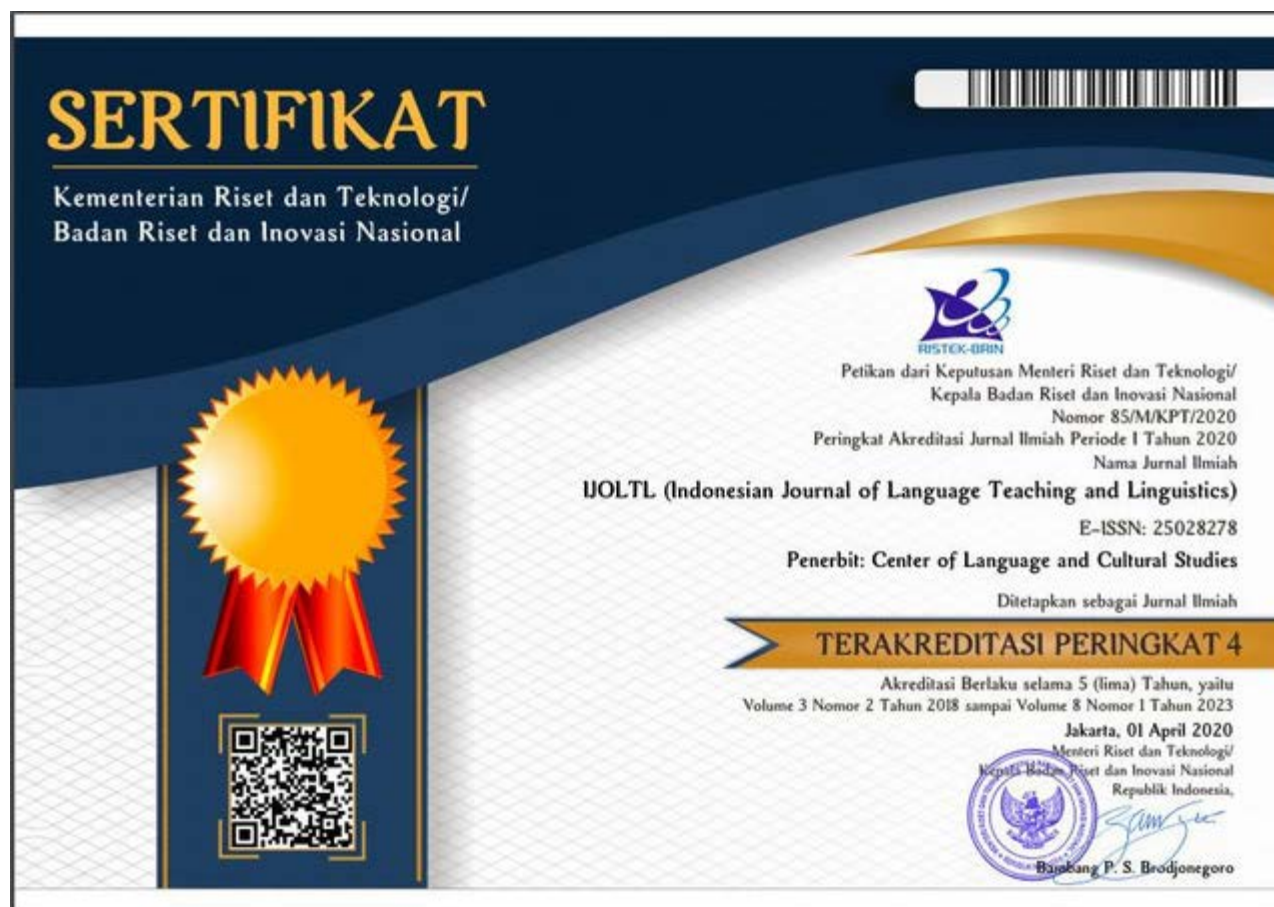 SERTIFIKAT
Kementerian Riset dan Teknologi/
Badan Riset dan Inovasi Nasional
RISTEK-BRIN
Petikan dari Keputusan Menteri Riset dan Teknologi/
Kepala Badan Riset dan Inovasi Nasional
Nomor 85/M/KPT/2020
Peringkat Akreditasi Jurnal Ilmiah Periode I Tahun 2020
Nama Jurnal Ilmiah
IJOLTL (Indonesian Journal of Language Teaching and Linguistics)
E-ISSN: 25028278
Penerbit: Center of Language and Cultural Studies
Ditetapkan sebagai Jurnal Ilmiah
TERAKREDITASI PERINGKAT 4
Akreditasi Berlaku selama 5 (lima) Tahun, yaitu
Volume 3 Nomor 2 Tahun 2018 sampai Volume 8 Nomor 1 Tahun 2023
Jakarta, 01 April 2020
Menteri Riset dan Teknologi/
Kepala Badan Riset dan Inovasi Nasional
Republik Indonesia,
Bambang P. S. Brodjonegoro